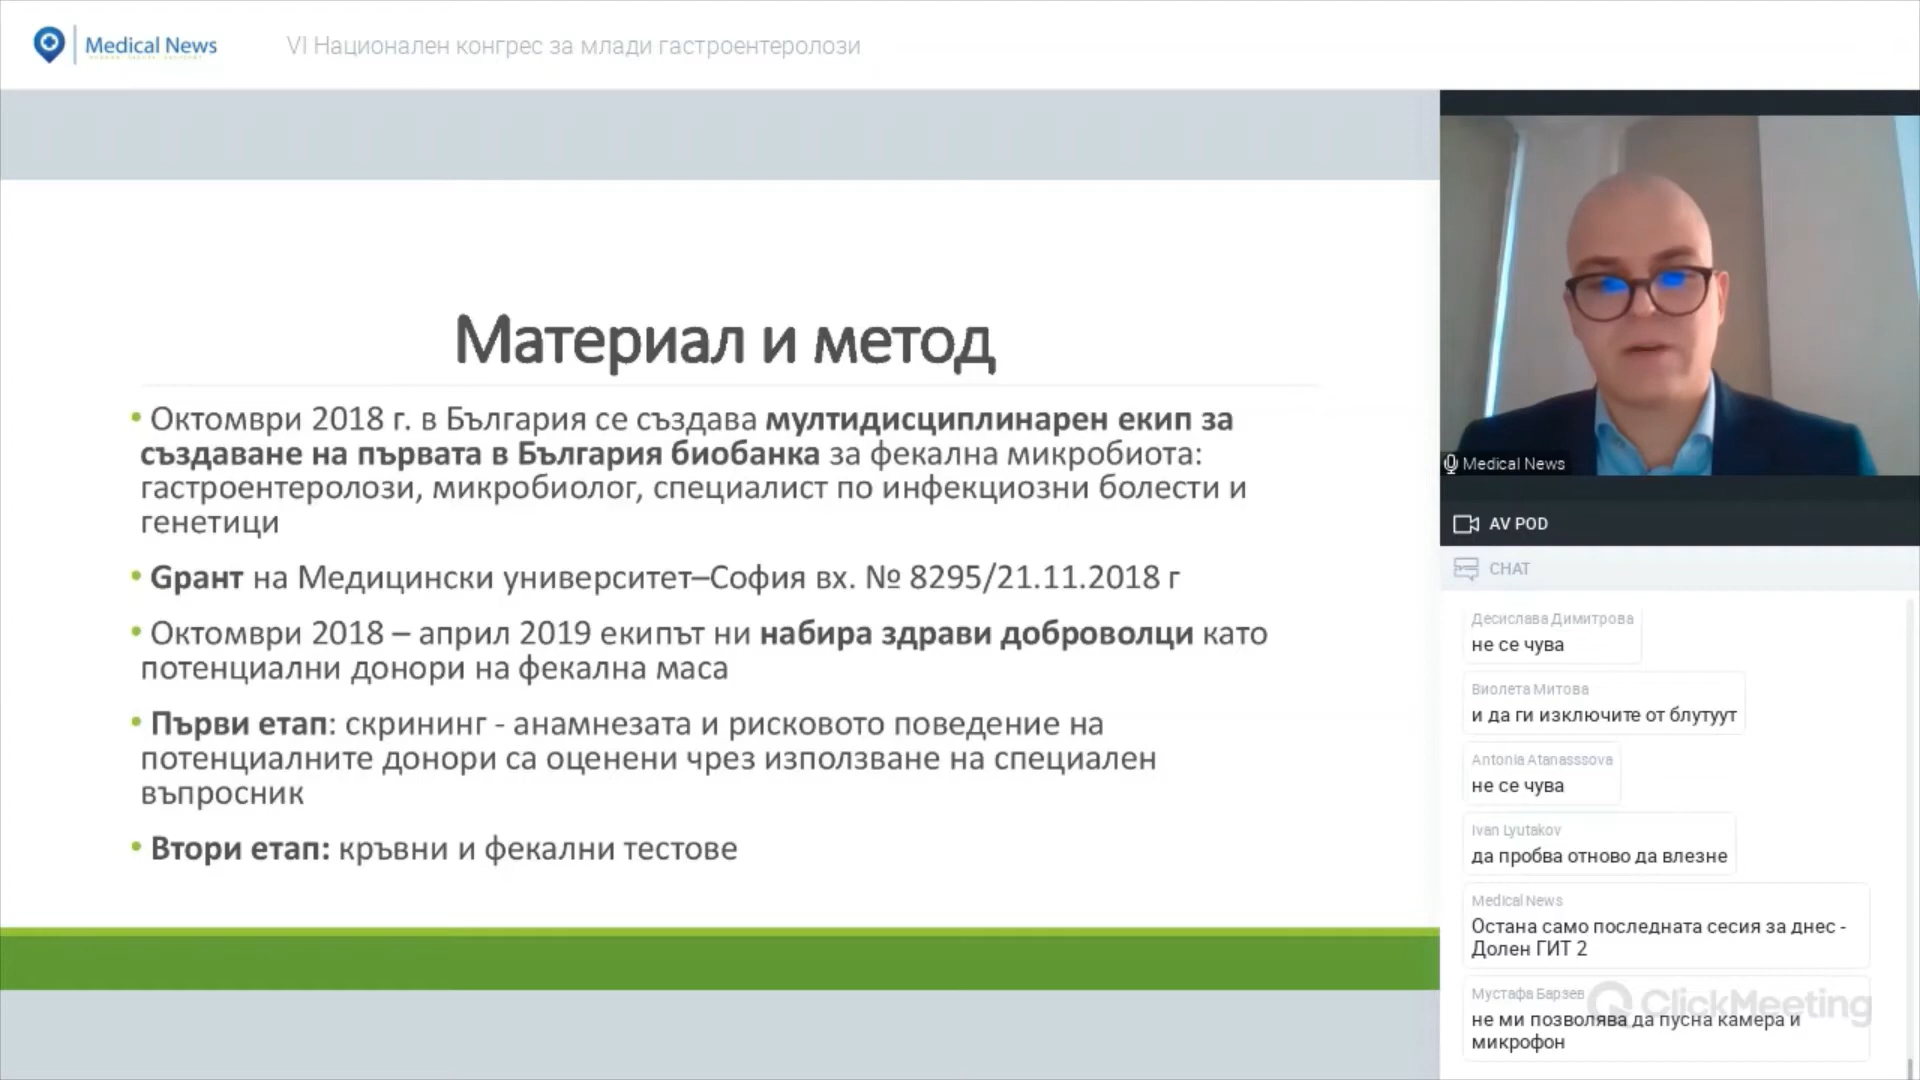 Medical News
VI Национален конгрес за млади гастроентеролози
Материал и метод
• Октомври 2018 г. в България се създава мултидисциплинарен екип за
създаване на първата в България биобанка за фекална микробиота:
гастроентеролози, микробиолог, специалист по инфекциозни болести и
генетици
• Gрант на Медицински университет–София вх. № 8295/21.11.2018 г
• Октомври 2018 – април 2019 екипът ни набира здрави доброволци като
потенциални донори на фекална маса
• Първи етап: скрининг - анамнезата и рисковото поведение на
потенциалните донори са оценени чрез използване на специален
въпросник
• Втори етап: кръвни и фекални тестове
Medical News
AV POD
CHAT
Десислава Димитрова
не се чува
Виолета Митова
и да ги изключите от блутуут
Antonia Atanasssova
не се чува
Ivan Lyutakov
да пробва отново да влезне
Medical News
Остана само последната сесия за днес -
Долен ГИТ 2
Мустафа Барзев
не ми позволява да пусна камера и
микрофон
ClickMeeting